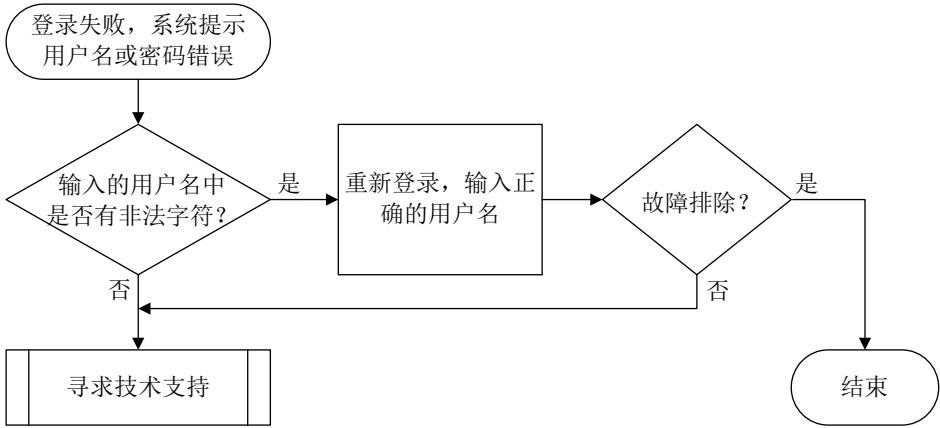 登录失败，系统提示
用户名或密码错误
输入的用户名中
是否有非法字符？
是
重新登录，输入正
确的用户名
故障排除？
是
否
否
寻求技术支持
结束